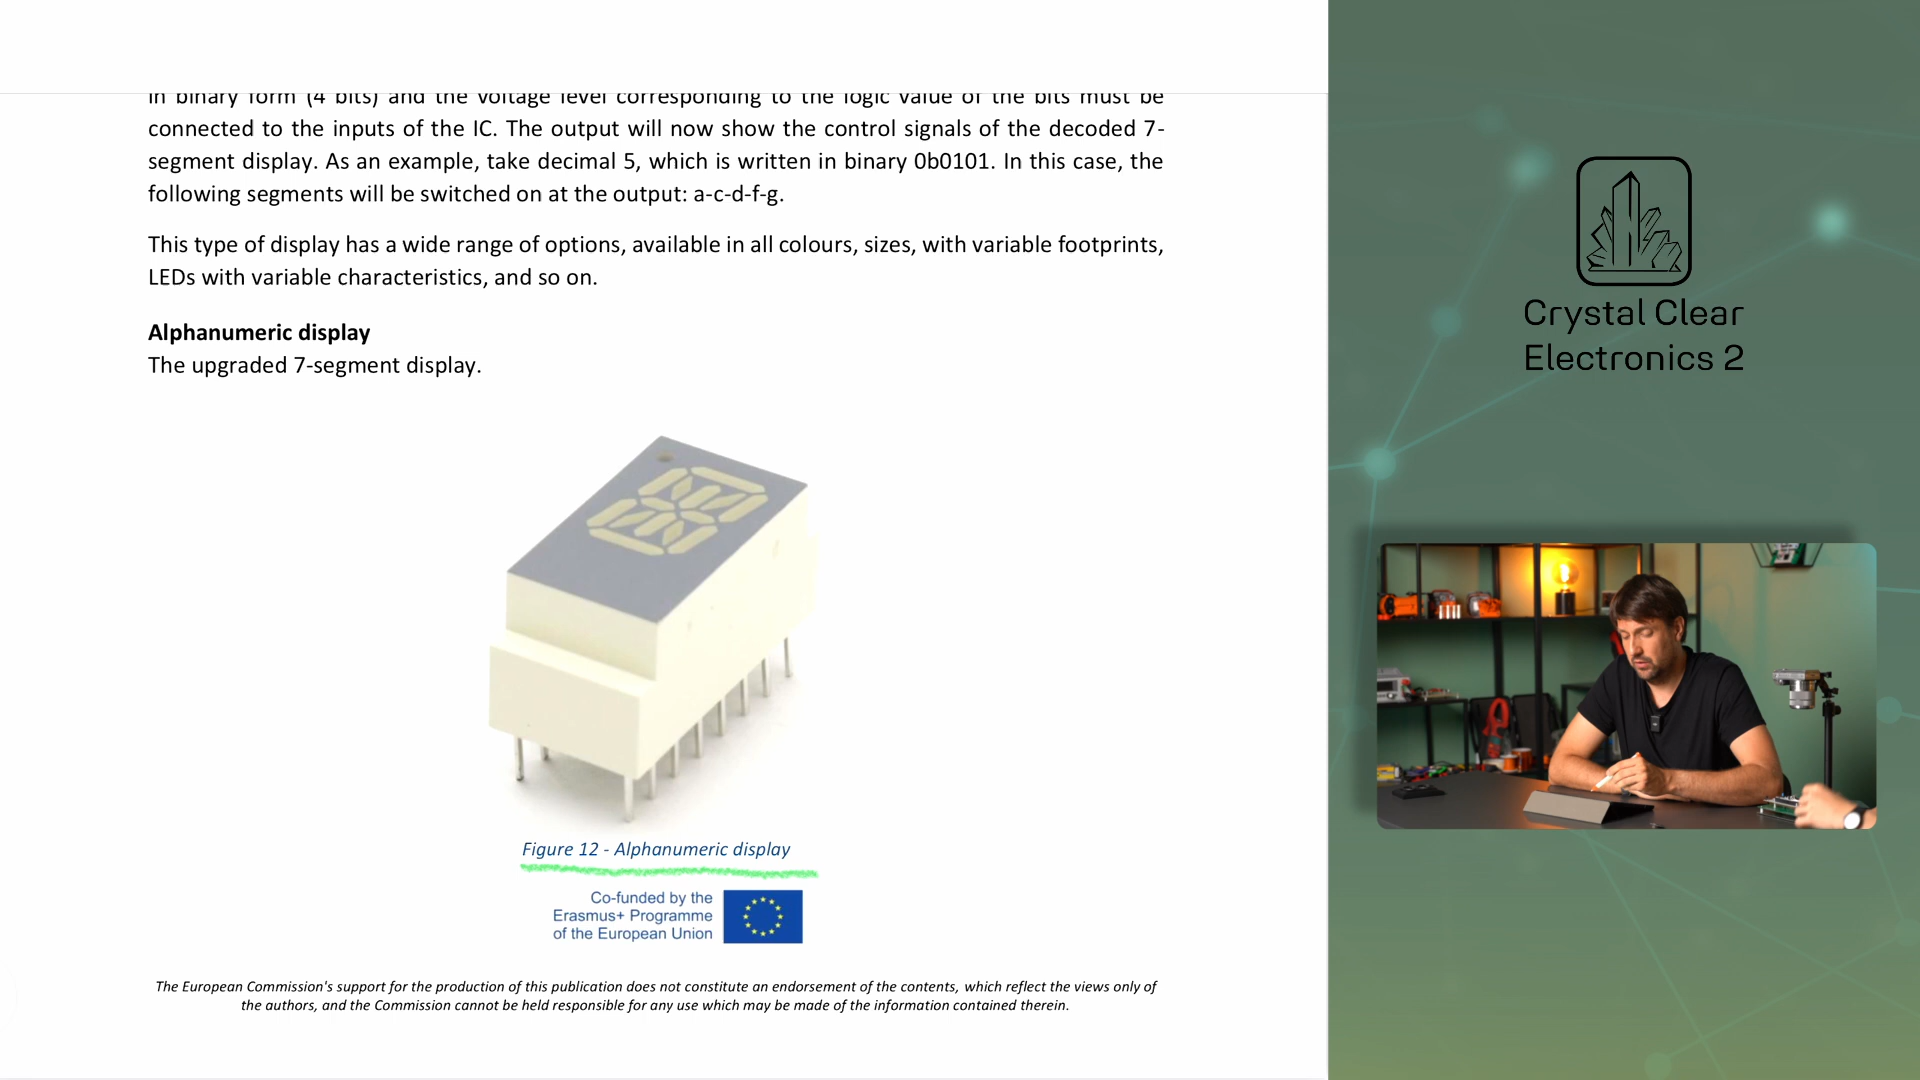 in binary form (4 bits) and the voltage level corresponding to the logic value of the bits must be
connected to the inputs of the IC. The output will now show the control signals of the decoded 7-
segment display. As an example, take decimal 5, which is written in binary 0b0101. In this case, the
following segments will be switched on at the output: a-c-d-f-g.
This type of display has a wide range of options, available in all colours, sizes, with variable footprints,
LEDs with variable characteristics, and so on.
Alphanumeric display
The upgraded 7-segment display.
Figure 12 - Alphanumeric display
Co-funded by the
Erasmus+ Programme
of the European Union
The European Commission's support for the production of this publication does not constitute an endorsement of the contents, which reflect the views only of
the authors, and the Commission cannot be held responsible for any use which may be made of the information contained therein.
Crystal Clear
Electronics 2